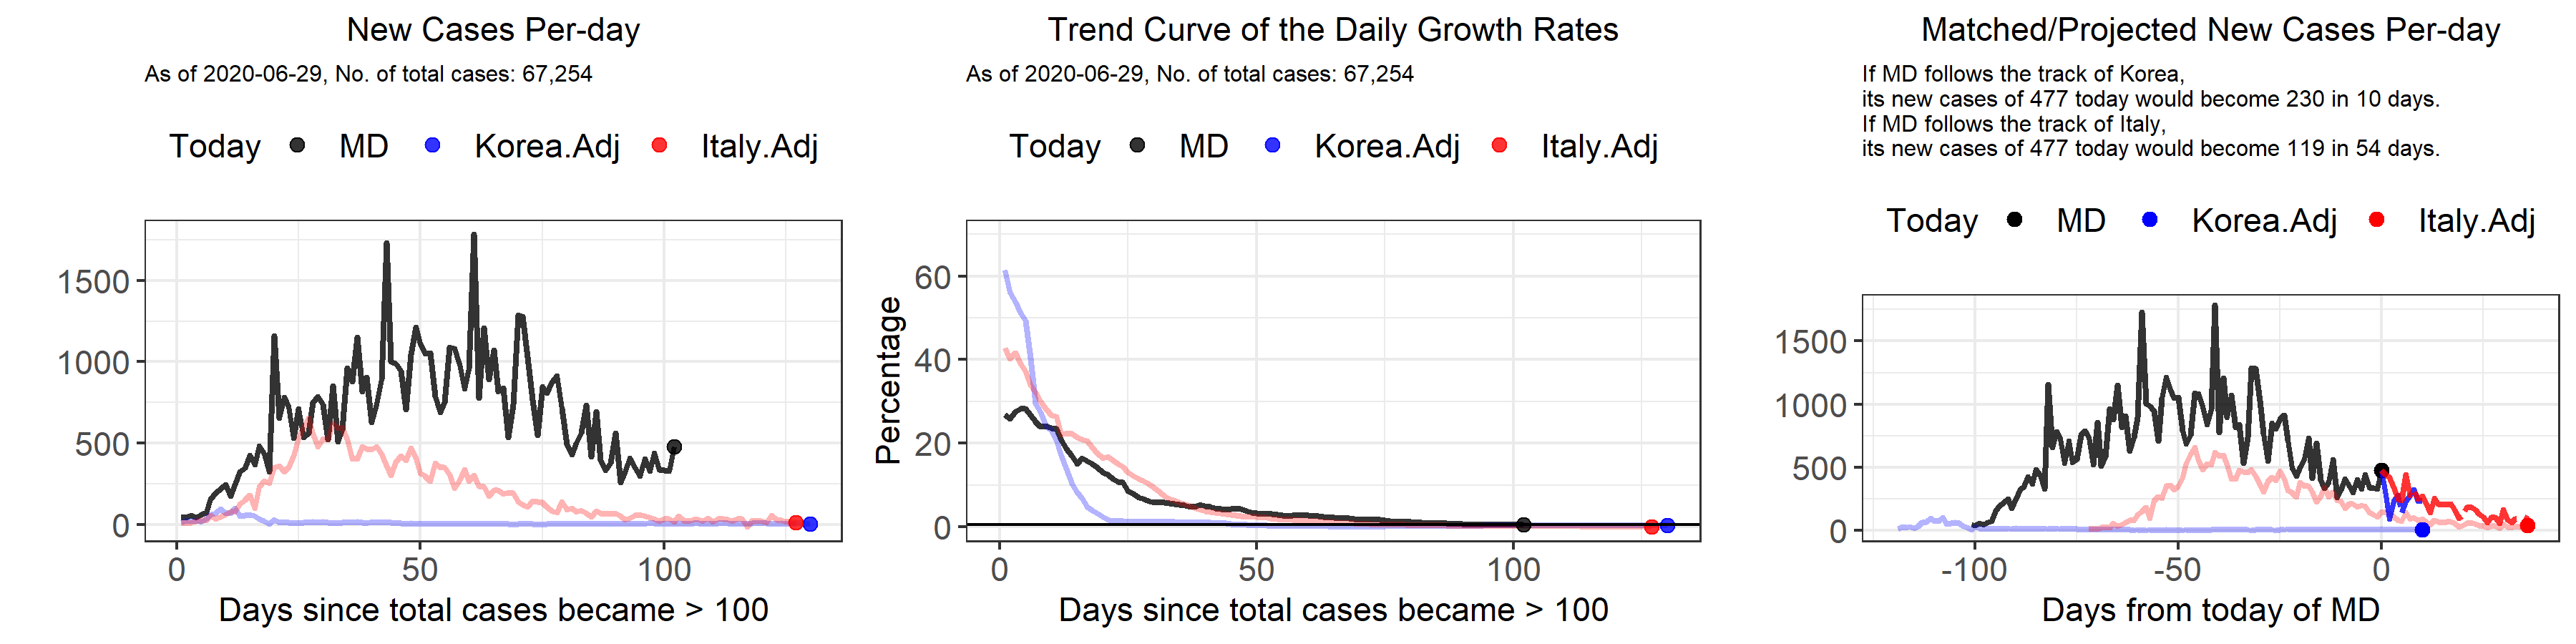 New Cases Per-day
As of 2020-06-29, No. of total cases: 67,254
Today MD Korea.Adj Italy.Adj
1500
1000
500
0
0 50 100
Days since total cases became > 100
Trend Curve of the Daily Growth Rates
As of 2020-06-29, No. of total cases: 67,254
Today MD Korea.Adj Italy.Adj
Percentage
60
40
20
0
0 50 100
Days since total cases became > 100
Matched/Projected New Cases Per-day
If MD follows the track of Korea,
its new cases of 477 today would become 230 in 10 days.
If MD follows the track of Italy,
its new cases of 477 today would become 119 in 54 days.
Today MD Korea.Adj Italy.Adj
1500
1000
500
0
-100 -50 0
Days from today of MD